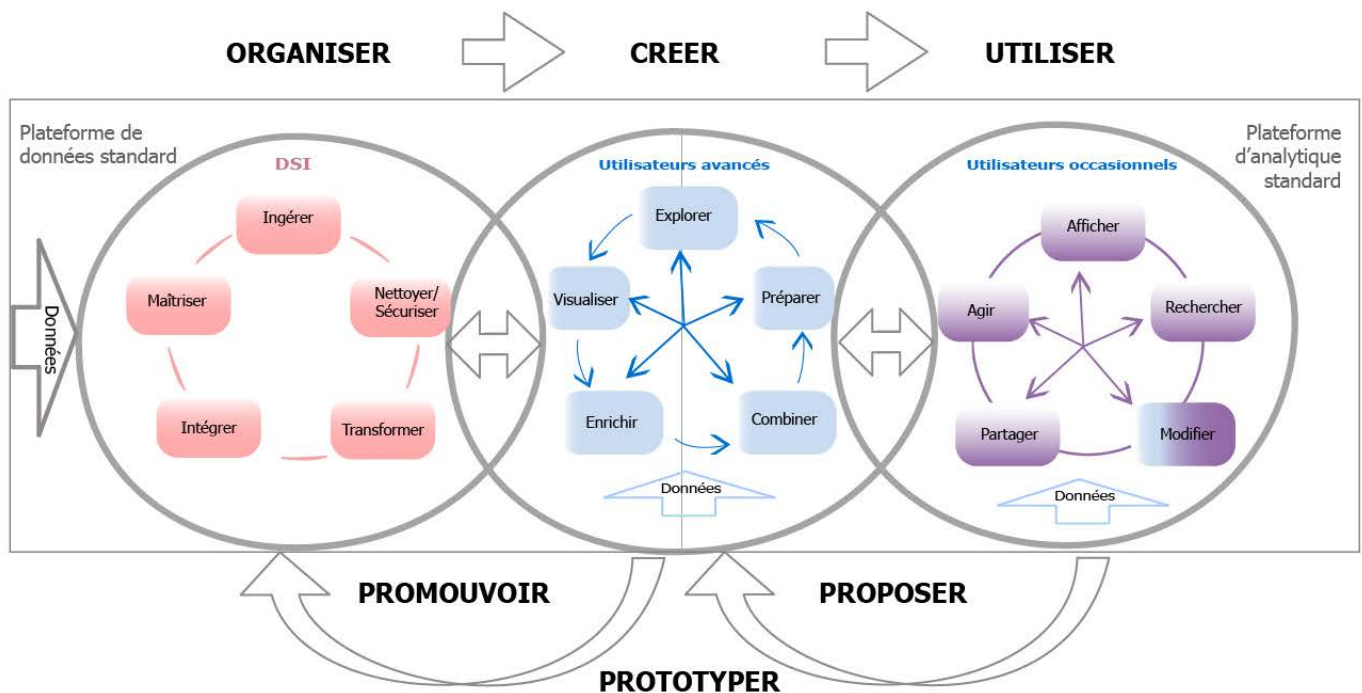 ORGANISER
CREER
UTILISER
Plateforme de
données standard
Plateforme
d'analytique
standard
DSI
Ingérer
Maîtriser
Nettoyer/
Sécuriser
Intégrer
Transformer
Données
Utilisateurs avancés
Explorer
Visualiser
Préparer
Enrichir
Combiner
Données
Utilisateurs occasionnels
Afficher
Agir
Rechercher
Partager
Modifier
Données
PROMOUVOIR
PROPOSER
PROTOTYPER